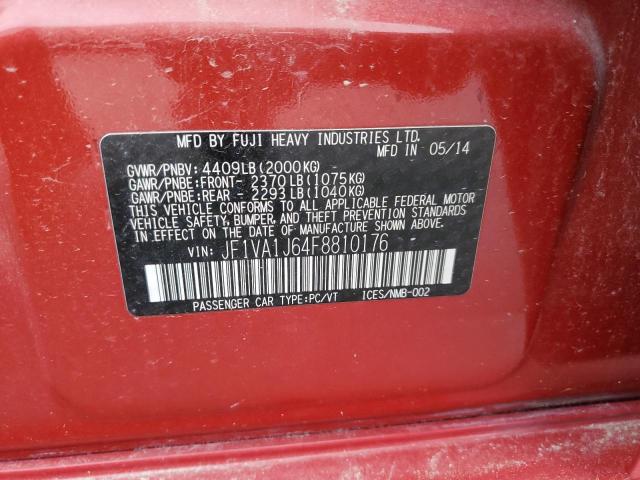 MFD BY FUJI HEAVY INDUSTRIES LTD.
MFD IN 05/14
GVWR/PNBV: 4409LB(2000KG)
GAWR/PNBE:FRONT- 2370LB(1075KG)
GAWR/PNBE:REAR - 2293LB(1040KG)
THIS VEHICLE CONFORMS TO ALL APPLICABLE FEDERAL MOTOR
VEHICLE SAFETY, BUMPER, AND THEFT PREVENTION STANDARDS
IN EFFECT ON THE DATE OF MANUFACTURE SHOWN ABOVE.
VIN: JF1VA1J64F8810176
PASSENGER CAR TYPE:PC/VT ICES/NMB-002